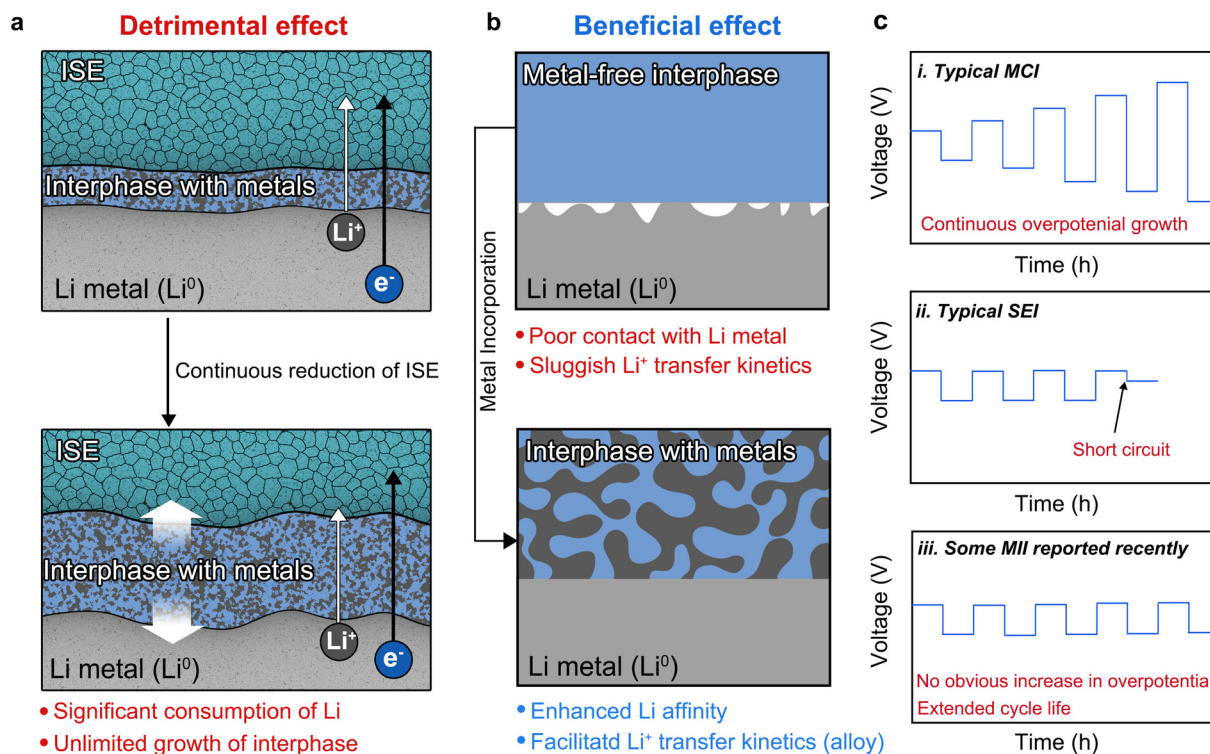 a
Detrimental effect
ISE
Interphase with metals
Li⁺
Li metal (Li⁰)
e⁻
Continuous reduction of ISE
ISE
Interphase with metals
Li⁺
Li metal (Li⁰)
e⁻
• Significant consumption of Li
• Unlimited growth of interphase
b
Beneficial effect
Metal-free interphase
Li metal (Li⁰)
• Poor contact with Li metal
• Sluggish Li⁺ transfer kinetics
Metal Incorporation
Interphase with metals
Li metal (Li⁰)
• Enhanced Li affinity
• Facilitatd Li⁺ transfer kinetics (alloy)
c
i. Typical MCI
Voltage (V)
Continuous overpotenial growth
Time (h)
ii. Typical SEI
Voltage (V)
Short circuit
Time (h)
iii. Some MII reported recently
Voltage (V)
No obvious increase in overpotentia
Extended cycle life
Time (h)